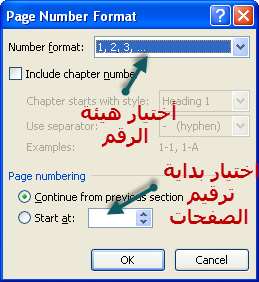 Page Number Format
Number format: 1, 2, 3, ...
Include chapter number
اختيار هيئة
الرقم
Chapter starts with style: Heading 1
Use separator: - (hyphen)
Examples: 1-1, 1-A
اختيار بداية
ترقيم
الصفحات
Page numbering
Continue from previous section
Start at:
OK Cancel